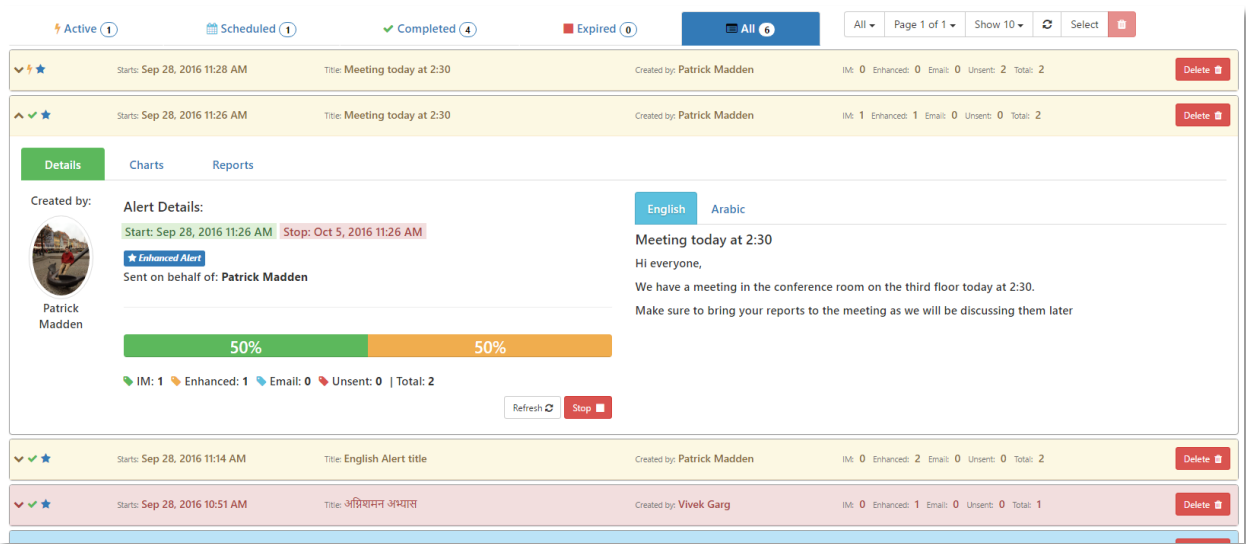 Active 1 Scheduled 1 Completed 4 Expired 0 All 6 All Page 1 of 1 Show 10 Select
Starts: Sep 28, 2016 11:28 AM Title: Meeting today at 2:30 Created by: Patrick Madden IM: 0 Enhanced: 0 Email: 0 Unsent: 2 Total: 2 Delete
Starts: Sep 28, 2016 11:26 AM Title: Meeting today at 2:30 Created by: Patrick Madden IM: 1 Enhanced: 1 Email: 0 Unsent: 0 Total: 2 Delete
Details Charts Reports
Created by:
Patrick
Madden
Alert Details:
Start: Sep 28, 2016 11:26 AM Stop: Oct 5, 2016 11:26 AM
Enhanced Alert
Sent on behalf of: Patrick Madden
50% 50%
IM: 1 Enhanced: 1 Email: 0 Unsent: 0 | Total: 2
Refresh Stop
English Arabic
Meeting today at 2:30
Hi everyone,
We have a meeting in the conference room on the third floor today at 2:30.
Make sure to bring your reports to the meeting as we will be discussing them later
Starts: Sep 28, 2016 11:14 AM Title: English Alert title Created by: Patrick Madden IM: 0 Enhanced: 2 Email: 0 Unsent: 0 Total: 2 Delete
Starts: Sep 28, 2016 10:51 AM Title: अग्निशमन अभ्यास Created by: Vivek Garg IM: 0 Enhanced: 1 Email: 0 Unsent: 0 Total: 1 Delete